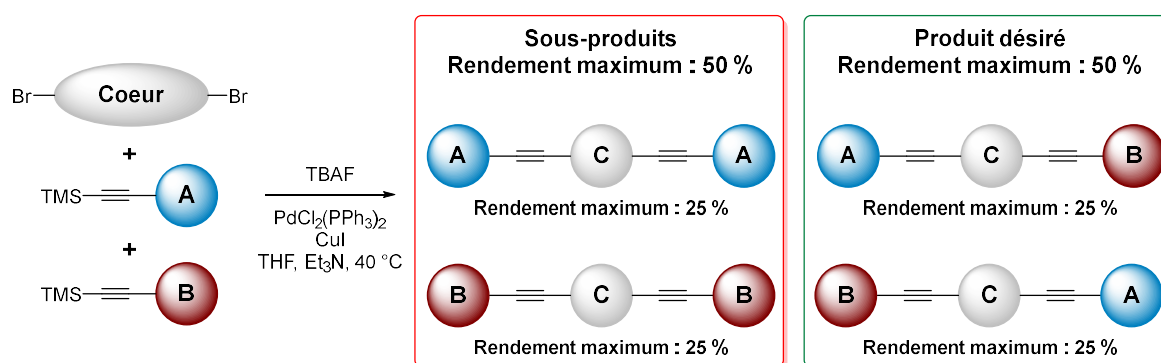 Br
Coeur
Br
+
TMS
A
+
TMS
B
TBAF
PdCl2(PPh3)2
CuI
THF, Et3N, 40 °C
Sous-produits
Rendement maximum : 50 %
A C A
Rendement maximum : 25 %
B C B
Rendement maximum : 25 %
Produit désiré
Rendement maximum : 50 %
A C B
Rendement maximum : 25 %
B C A
Rendement maximum : 25 %